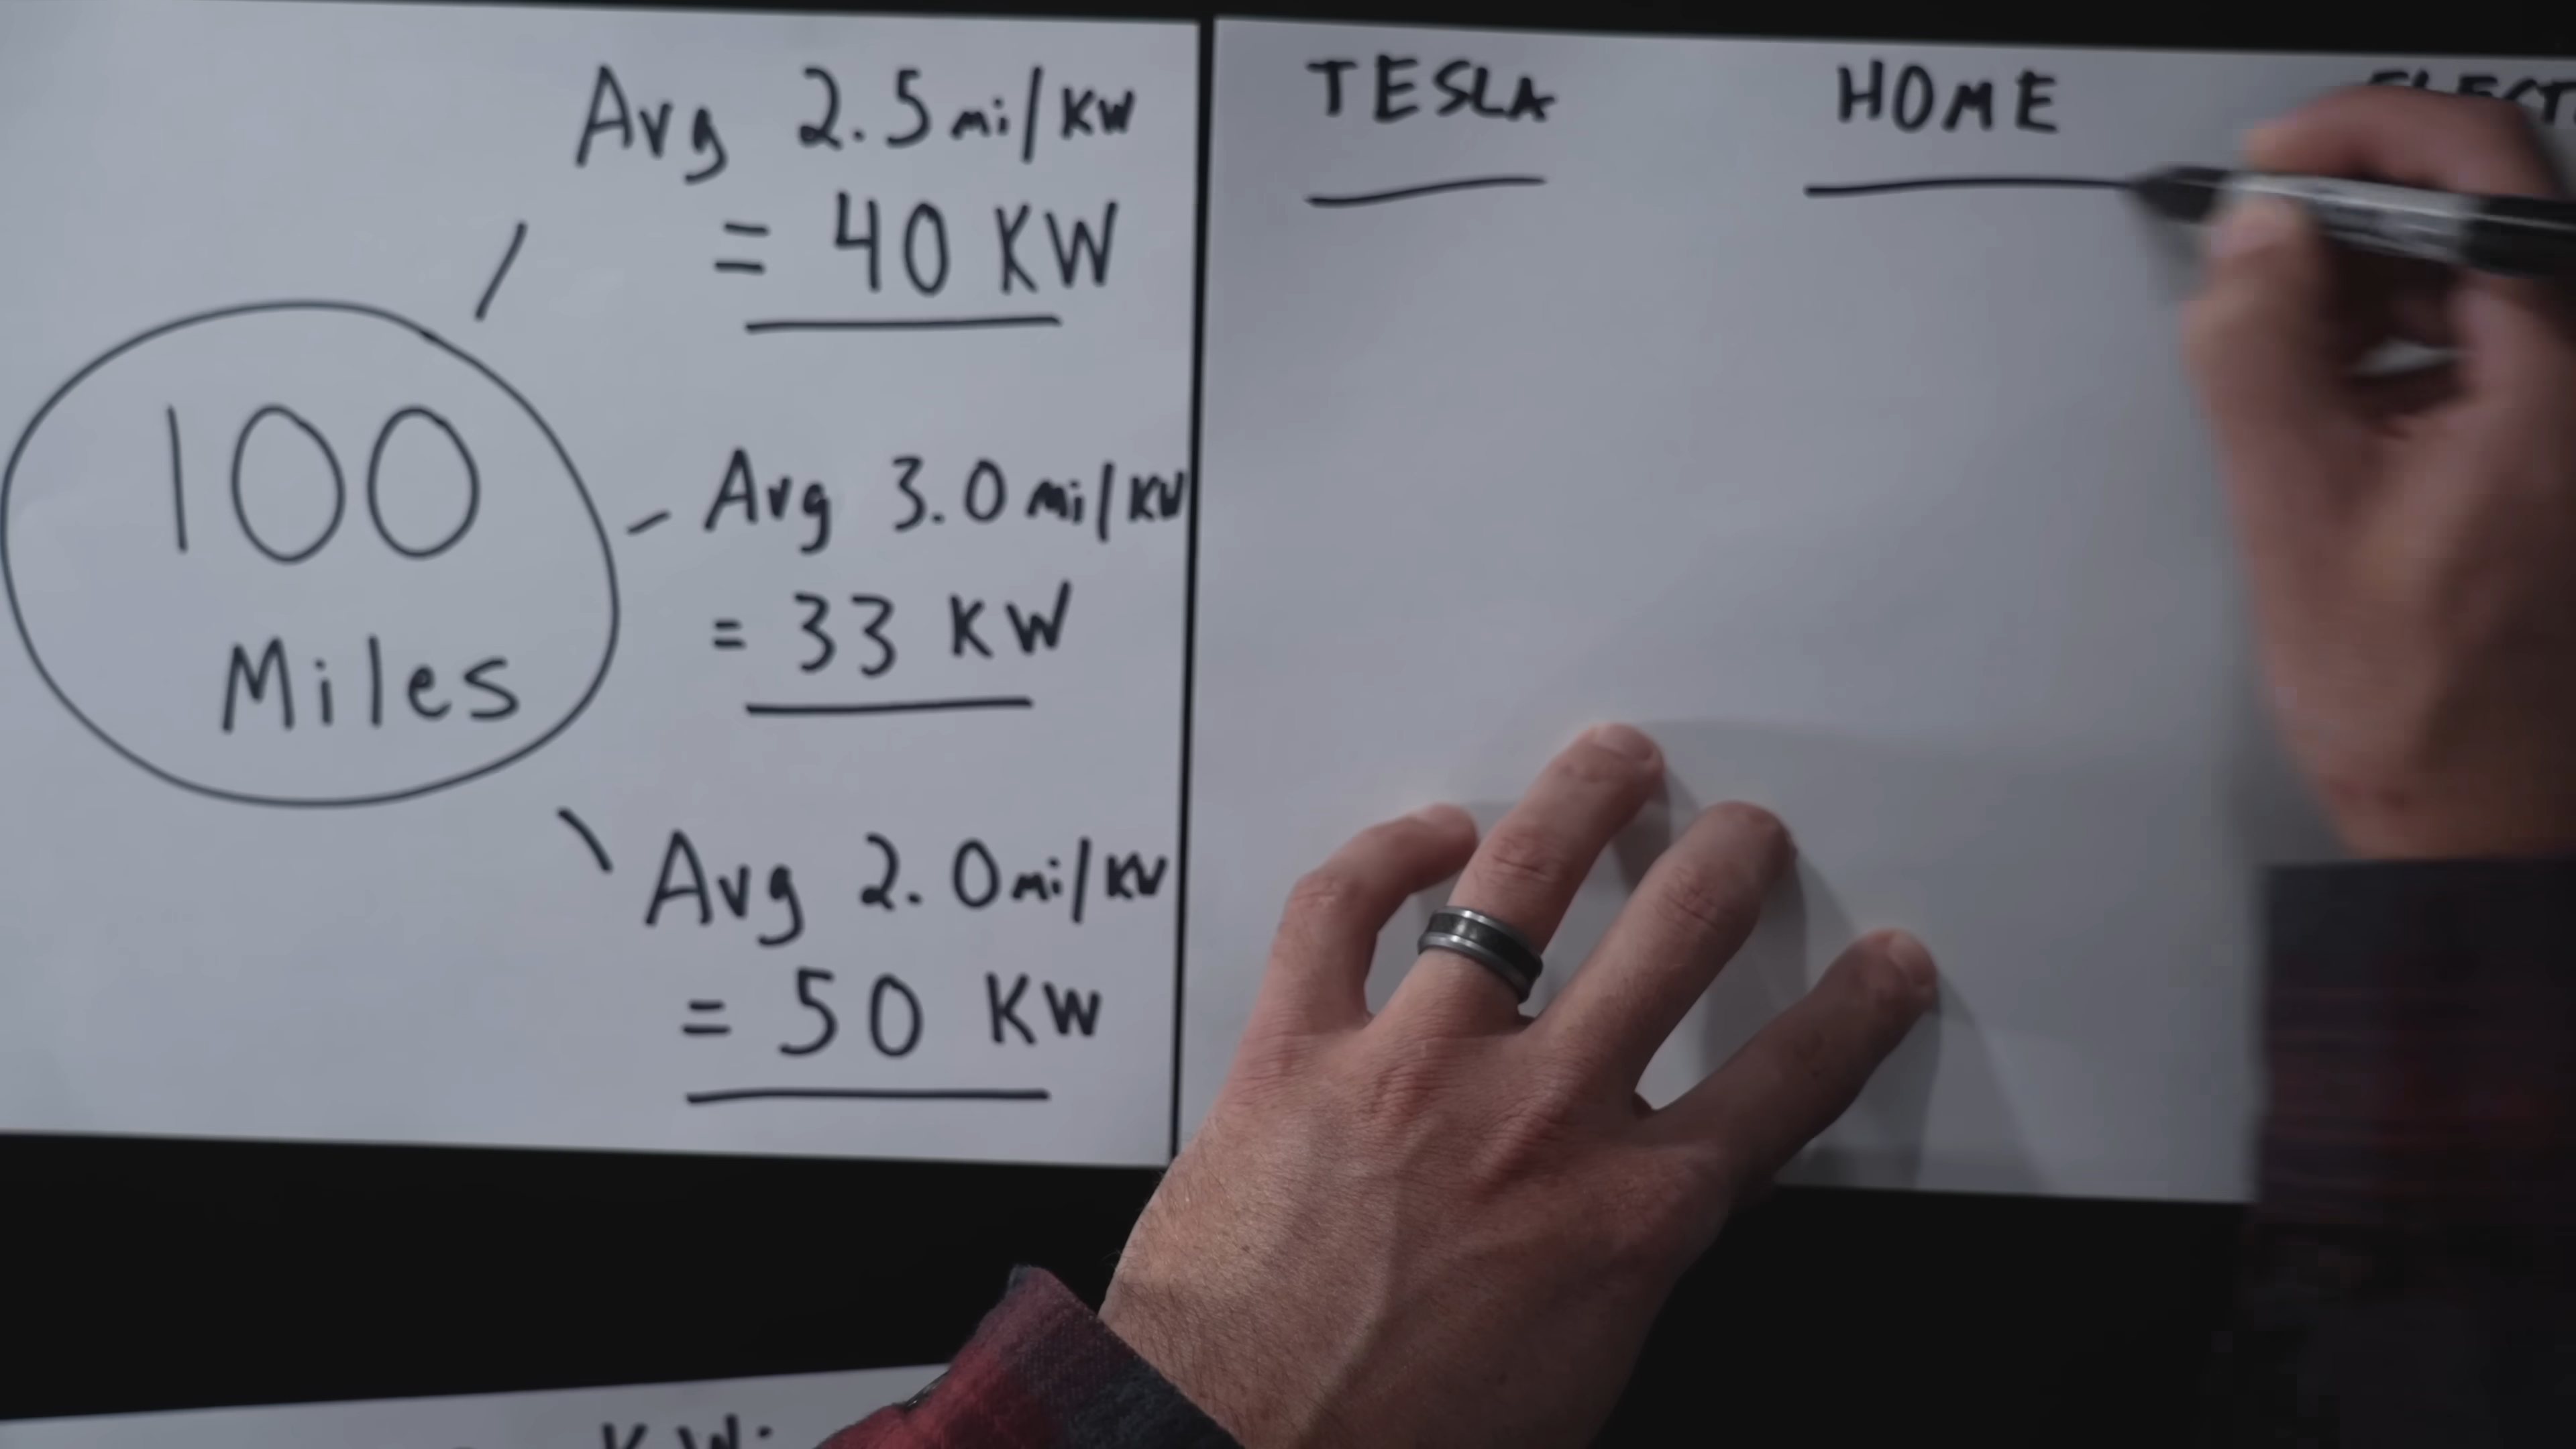 100
Miles
Avg 2.5 mi/KW
= 40 KW
Avg 3.0 mi/KW
= 33 KW
Avg 2.0 mi/KW
= 50 KW
TESLA
HOME